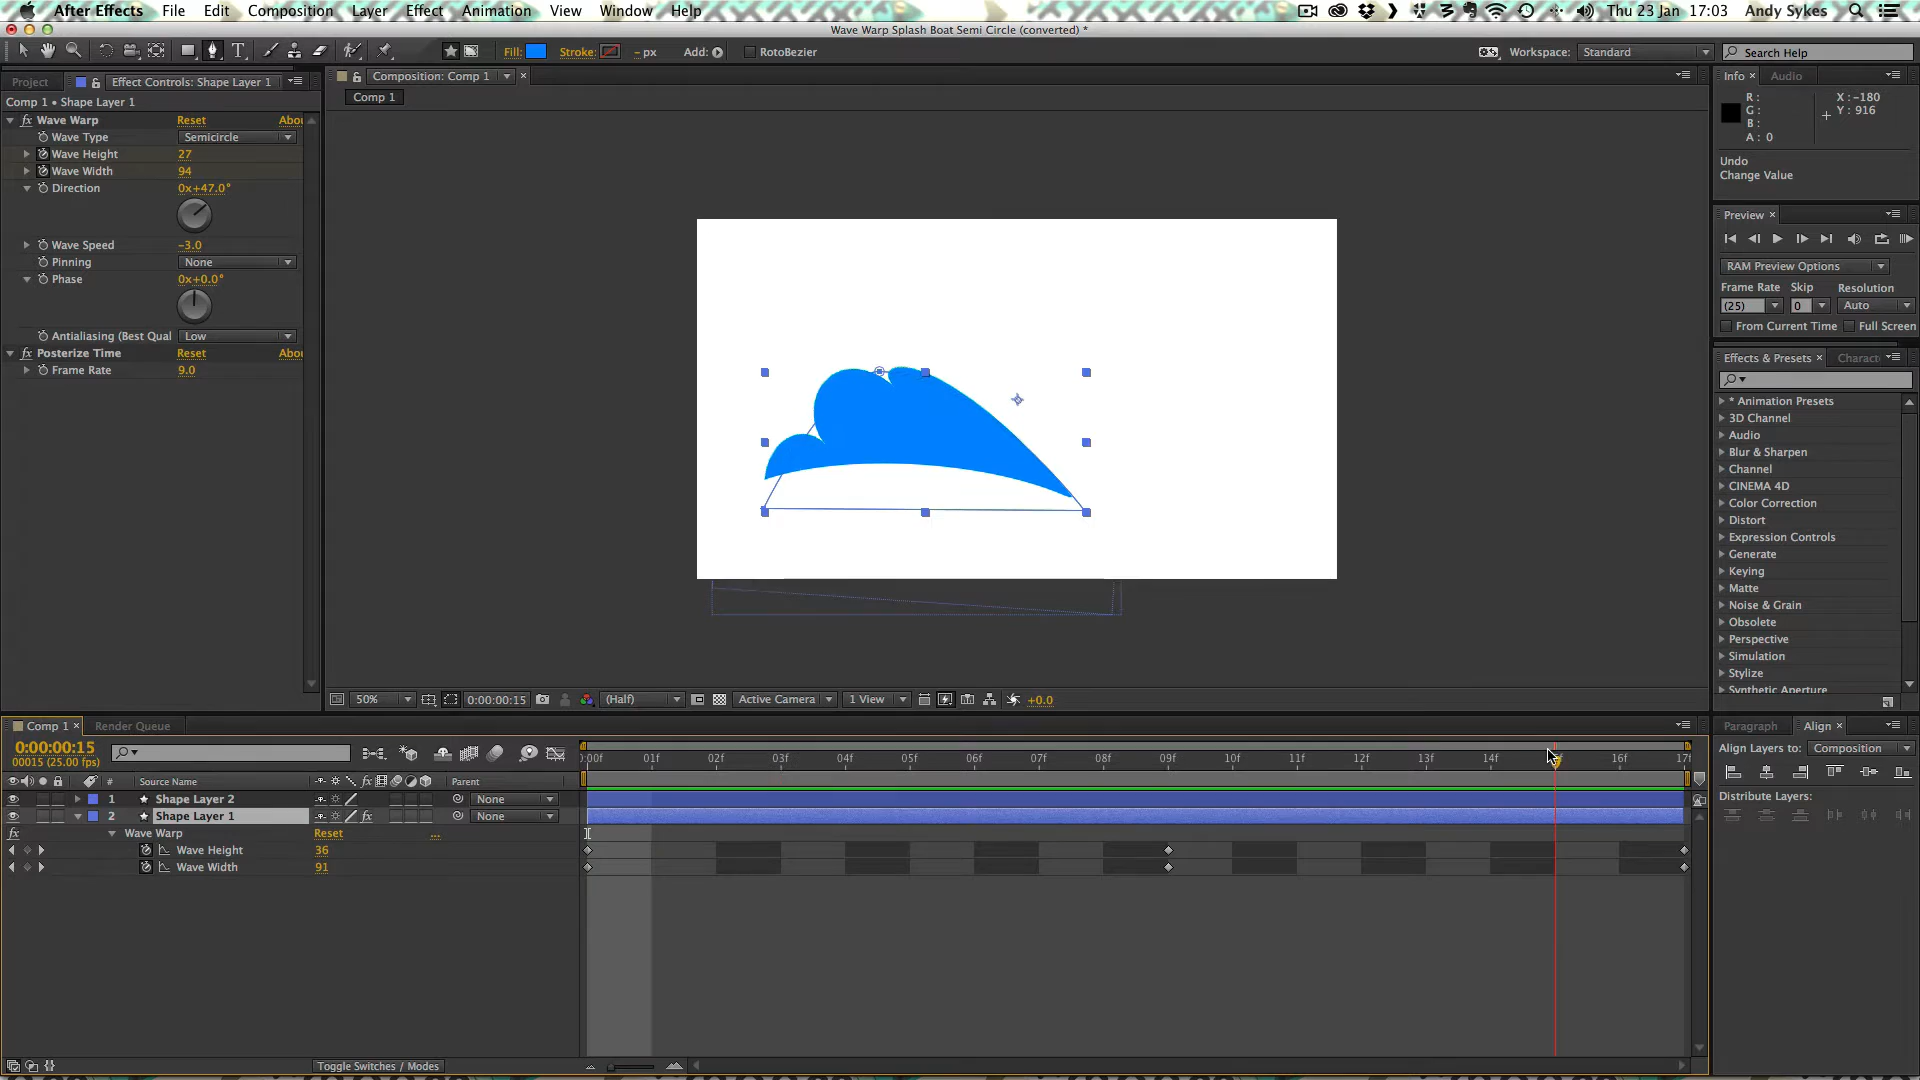 After Effects File Edit Composition Layer Effect Animation View Window Help Thu 23 Jan 17:03 Andy Sykes
Wave Warp Splash Boat Semi Circle (converted) *
T Fill: Stroke: – px Add: RotoBezier Workspace: Standard Search Help
Project Effect Controls: Shape Layer 1
Composition: Comp 1
Info Audio
Comp 1 • Shape Layer 1
Comp 1
R: X: -180
G: Y: 916
B:
A: 0
fx Wave Warp Reset Abou
Wave Type Semicircle
Wave Height 27
Wave Width 94
Direction 0x+47.0°
Wave Speed -3.0
Pinning None
Phase 0x+0.0°
Antialiasing (Best Qual Low
fx Posterize Time Reset Abou
Frame Rate 9.0
Undo
Change Value
Preview
RAM Preview Options
Frame Rate Skip Resolution
(25) 0 Auto
From Current Time Full Screen
Effects & Presets Charact
* Animation Presets
3D Channel
Audio
Blur & Sharpen
Channel
CINEMA 4D
Color Correction
Distort
Expression Controls
Generate
Keying
Matte
Noise & Grain
Obsolete
Perspective
Simulation
Stylize
Synthetic Aperture
50% 0:00:00:15 (Half) Active Camera 1 View +0.0
Comp 1 Render Queue
Paragraph Align
0:00:00:15
00015 (25.00 fps)
Align Layers to: Composition
Distribute Layers:
# Source Name fx Parent
:00f 01f 02f 03f 04f 05f 06f 07f 08f 09f 10f 11f 12f 13f 14f 16f 17f
1 Shape Layer 2 None
2 Shape Layer 1 fx None
fx Wave Warp Reset ...
Wave Height 36
Wave Width 91
Toggle Switches / Modes